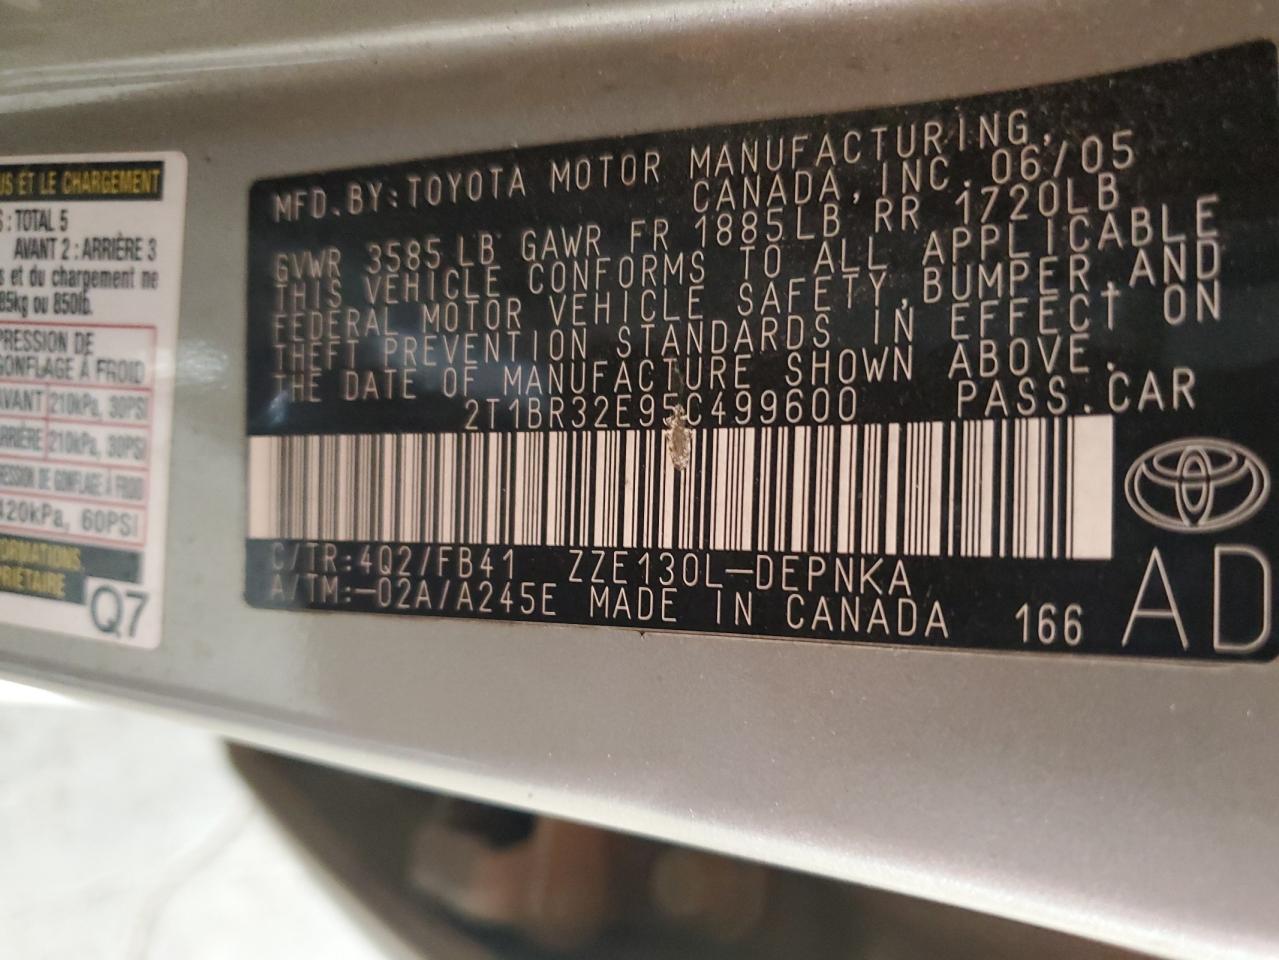 US ET LE CHARGEMENT
S: TOTAL 5
AVANT 2: ARRIÈRE 3
s et du chargement ne
85kg ou 850lb.
PRESSION DE
GONFLAGE À FROID
AVANT 210kPa, 30PSI
ARRIÈRE 210kPa, 30PSI
PRESSION DE GONFLAGE À FROID
420kPa, 60PSI
FORMATIONS
PRIÉTAIRE
Q7
MFD.BY:TOYOTA MOTOR MANUFACTURING,
CANADA, INC. 06/05
GVWR 3585LB GAWR FR 1885LB RR 1720LB
THIS VEHICLE CONFORMS TO ALL APPLICABLE
FEDERAL MOTOR VEHICLE SAFETY,BUMPER,AND
THEFT PREVENTION STANDARDS IN EFFECT ON
THE DATE OF MANUFACTURE SHOWN ABOVE.
2T1BR32E95C499600 PASS.CAR
C/TR:4Q2/FB41 ZZE130L-DEPNKA
A/TM:-02A/A245E MADE IN CANADA 166
AD